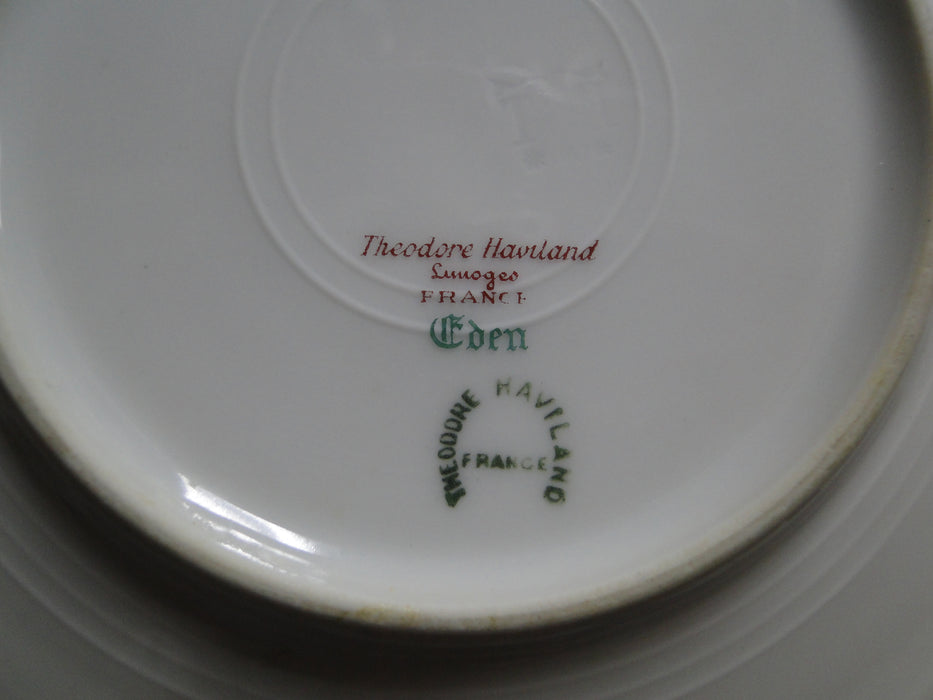 Theodore Haviland
Limoges
FRANCE
Eden
THEODORE HAVILAND
FRANCE